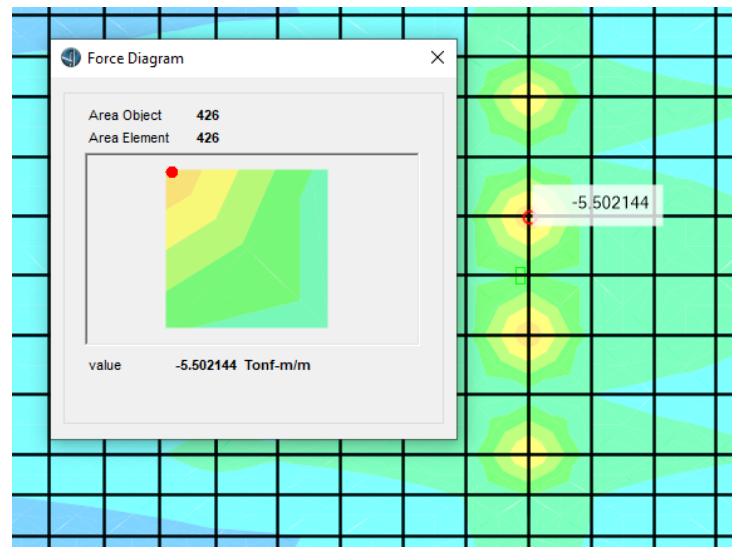 Force Diagram
Area Object 426
Area Element 426
value -5.502144 Tonf-m/m
-5.502144